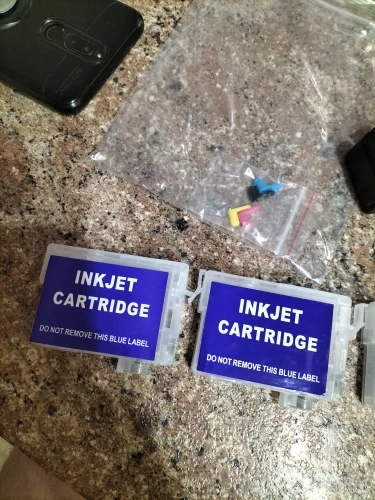 INKJET
CARTRIDGE
DO NOT REMOVE THIS BLUE LABEL
INKJET
CARTRIDGE
DO NOT REMOVE THIS BLUE LABEL